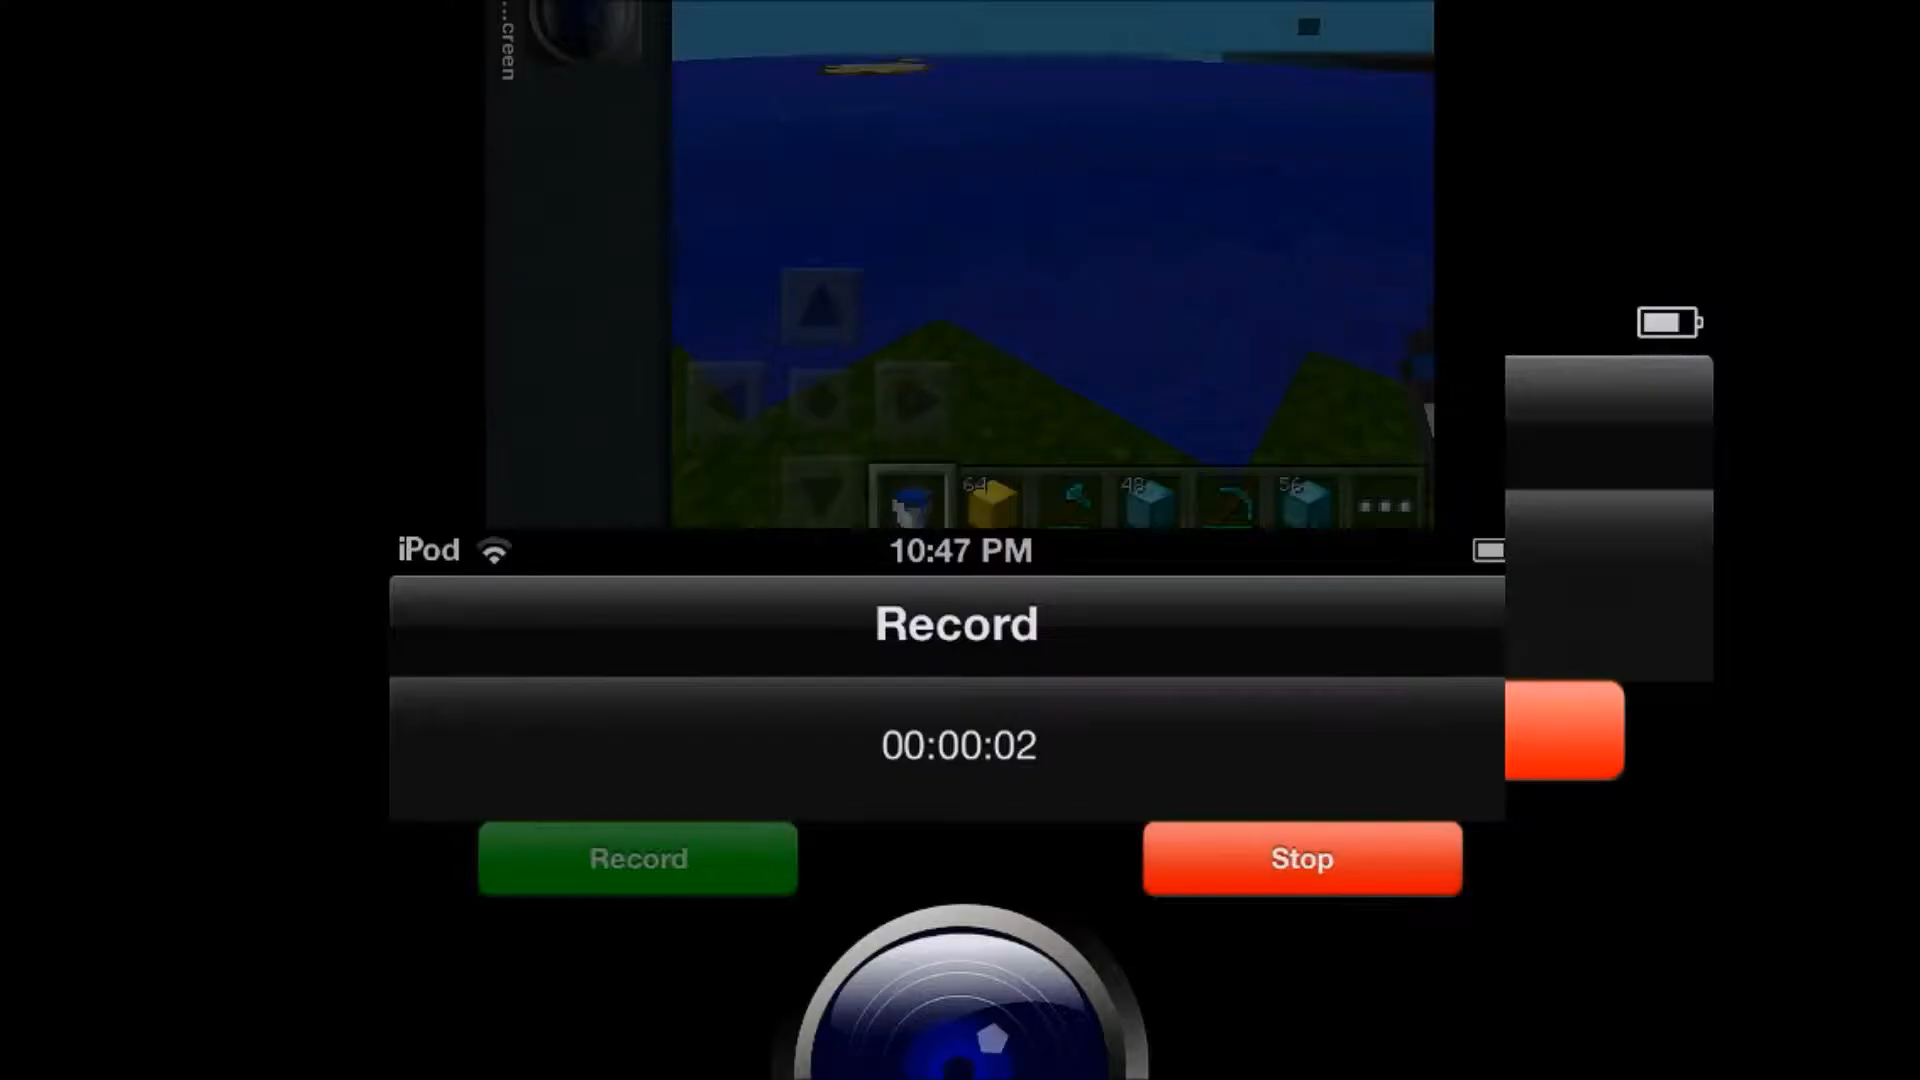 ...creen
64
48
56
iPod
10:47 PM
Record
00:00:02
Record
Stop